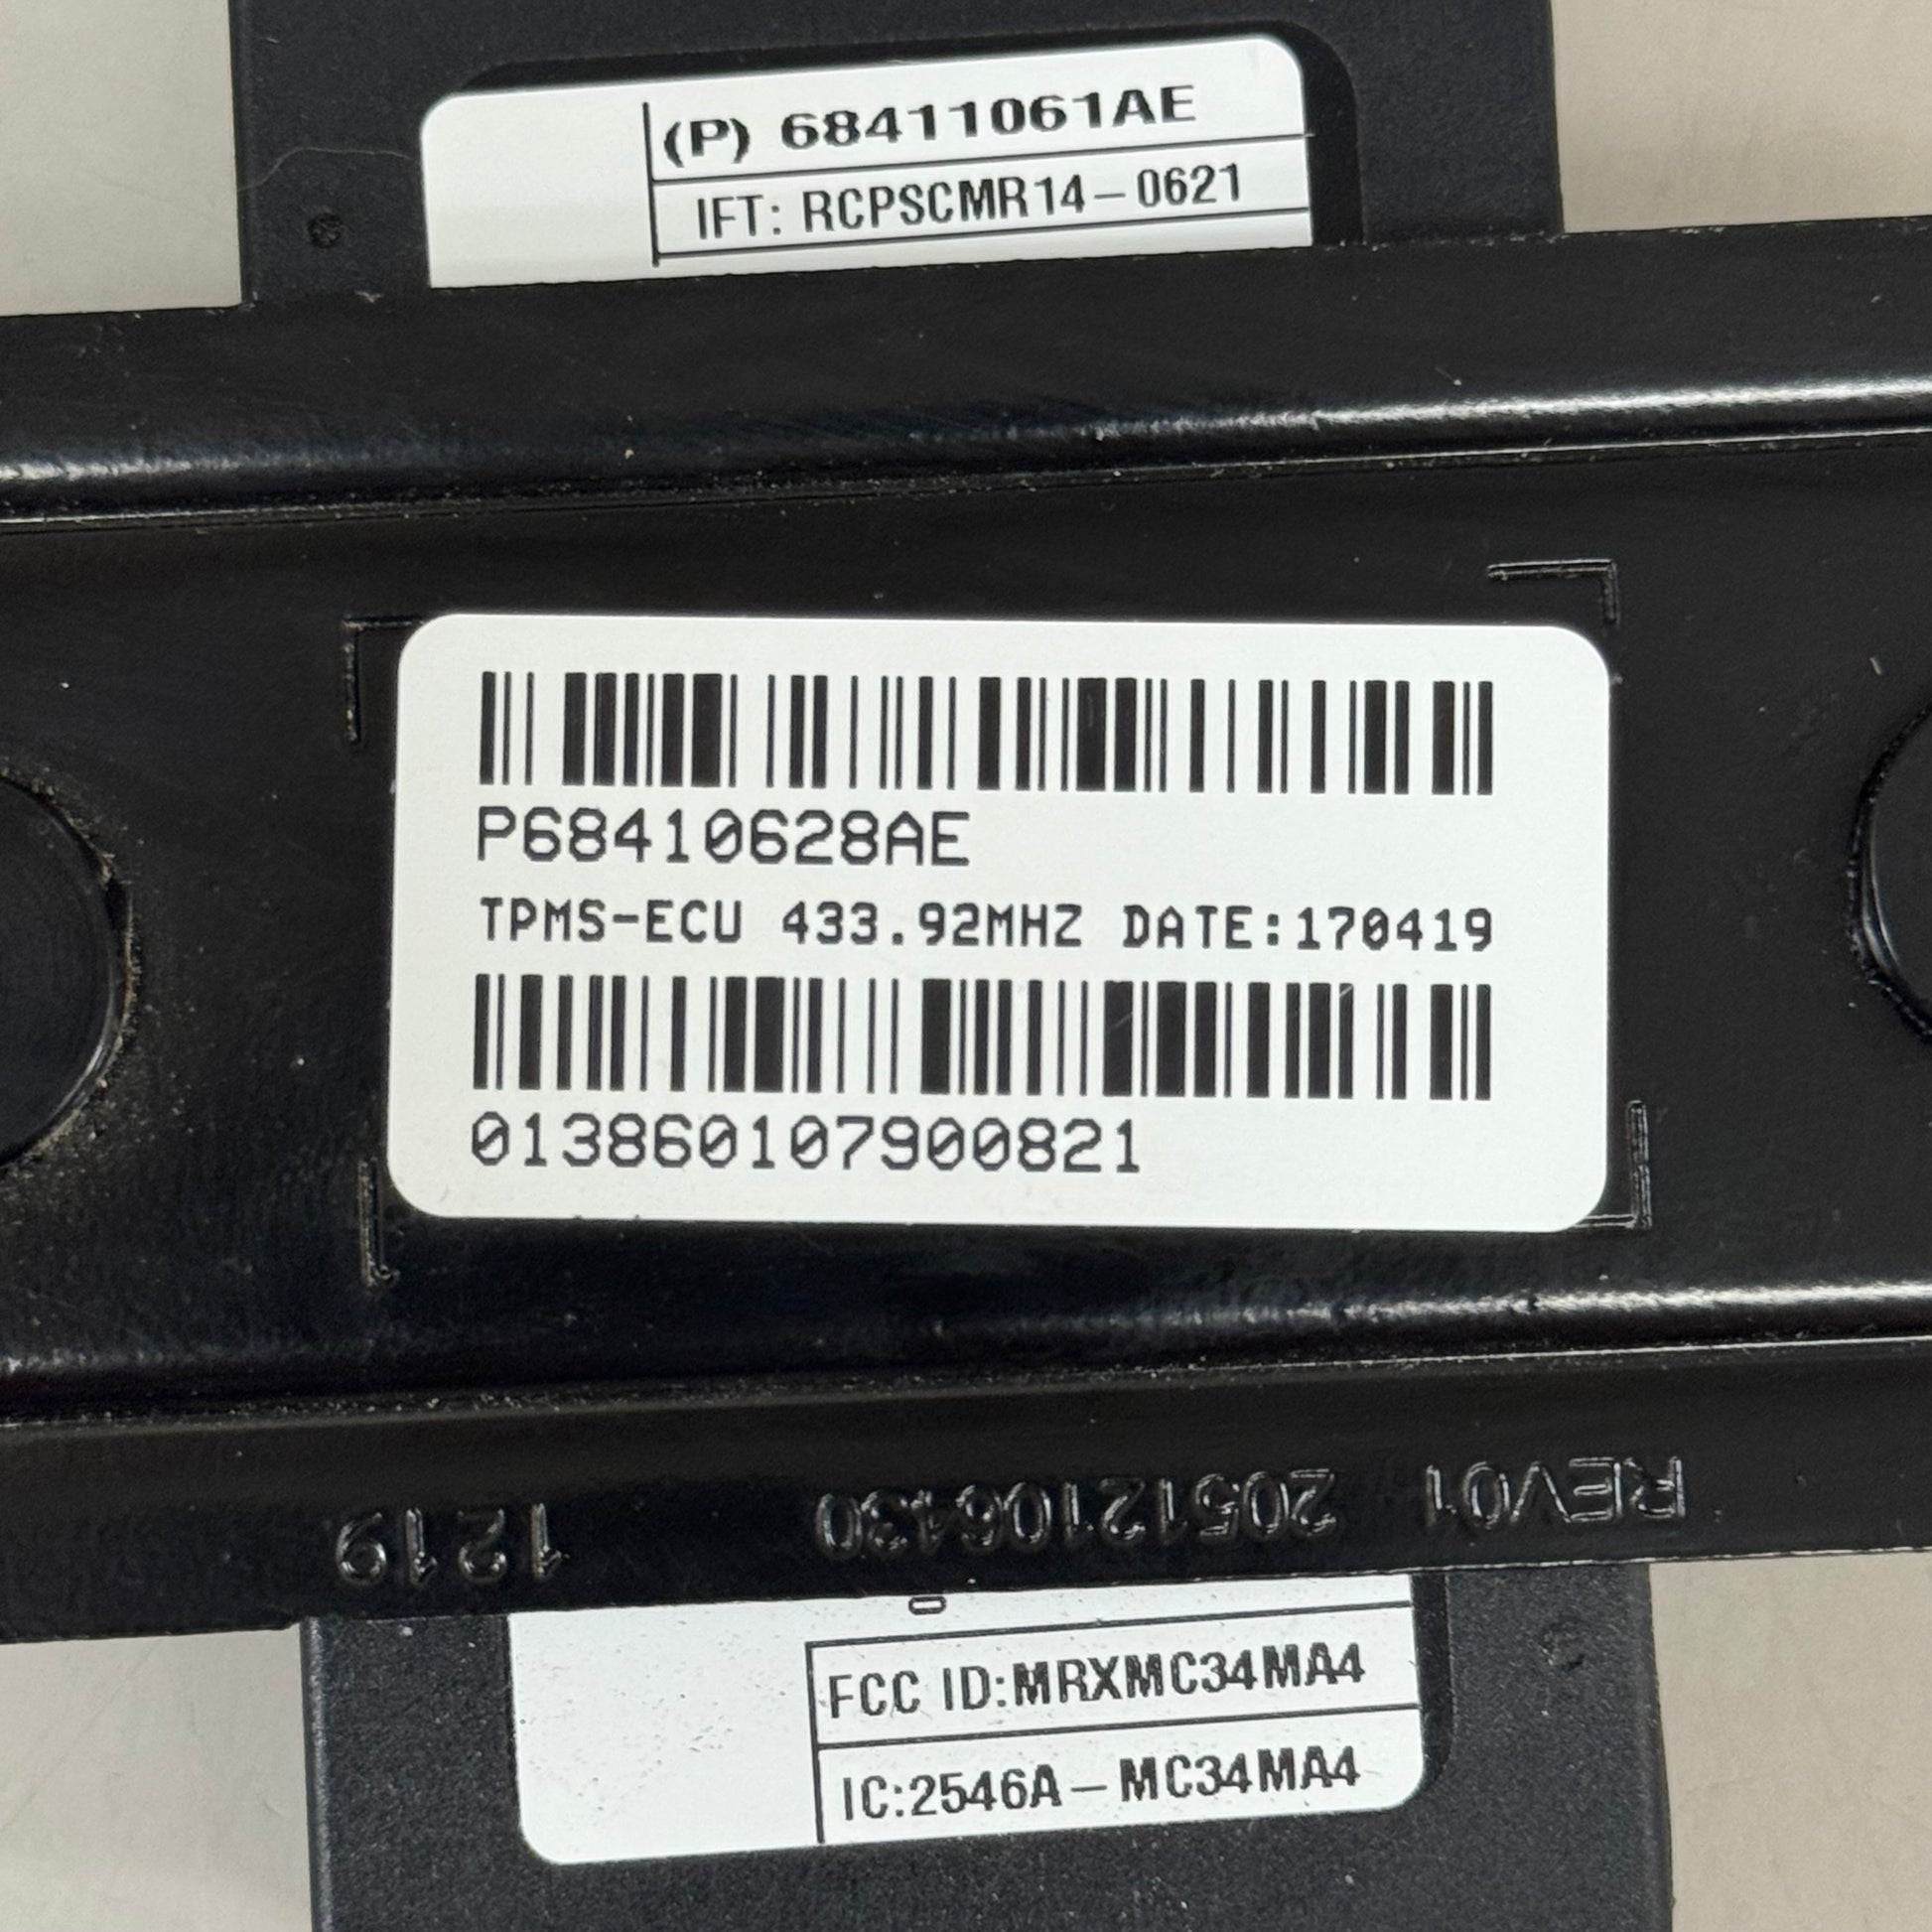 (P) 68411061AE
IFT: RCPSCMR14-0621
P68410628AE
TPMS-ECU 433.92MHZ DATE:170419
013860107900821
REV01 20512106430 1219
FCC ID:MRXMC34MA4
IC:2546A-MC34MA4